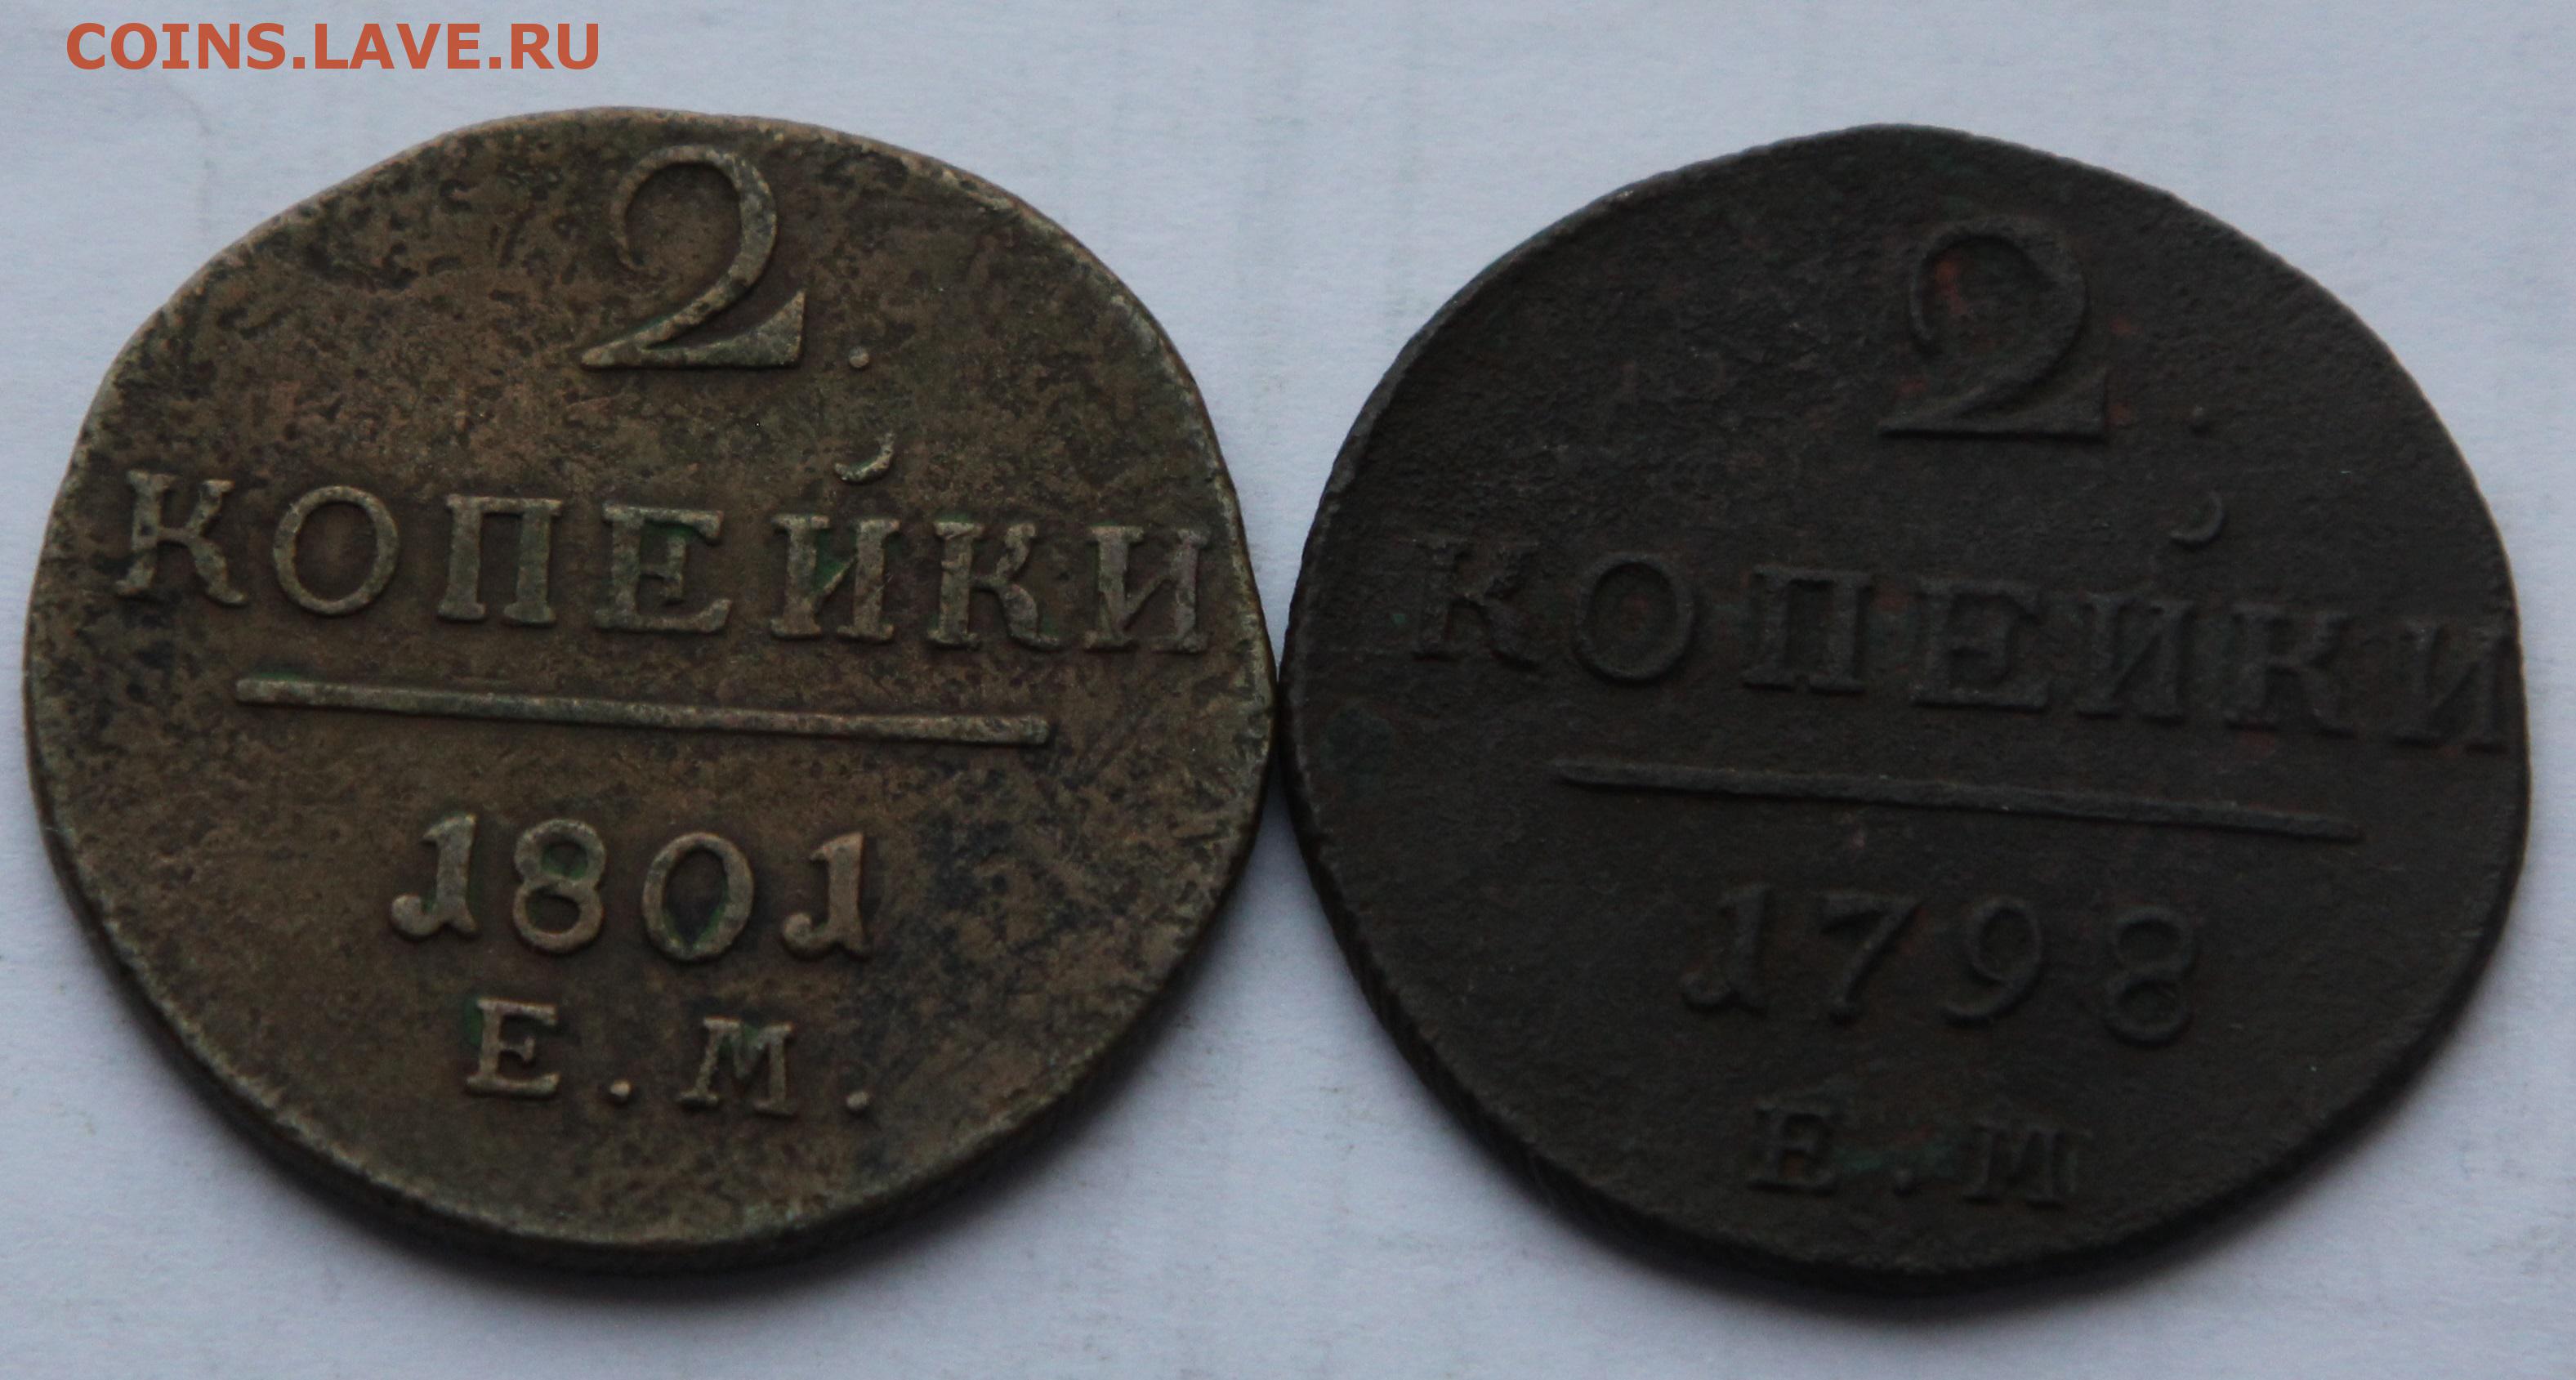 COINS.LAVE.RU
2.
КОПЕЙКИ
1801
Е.М.
2.
КОПЕЙКИ
1798
Е.М